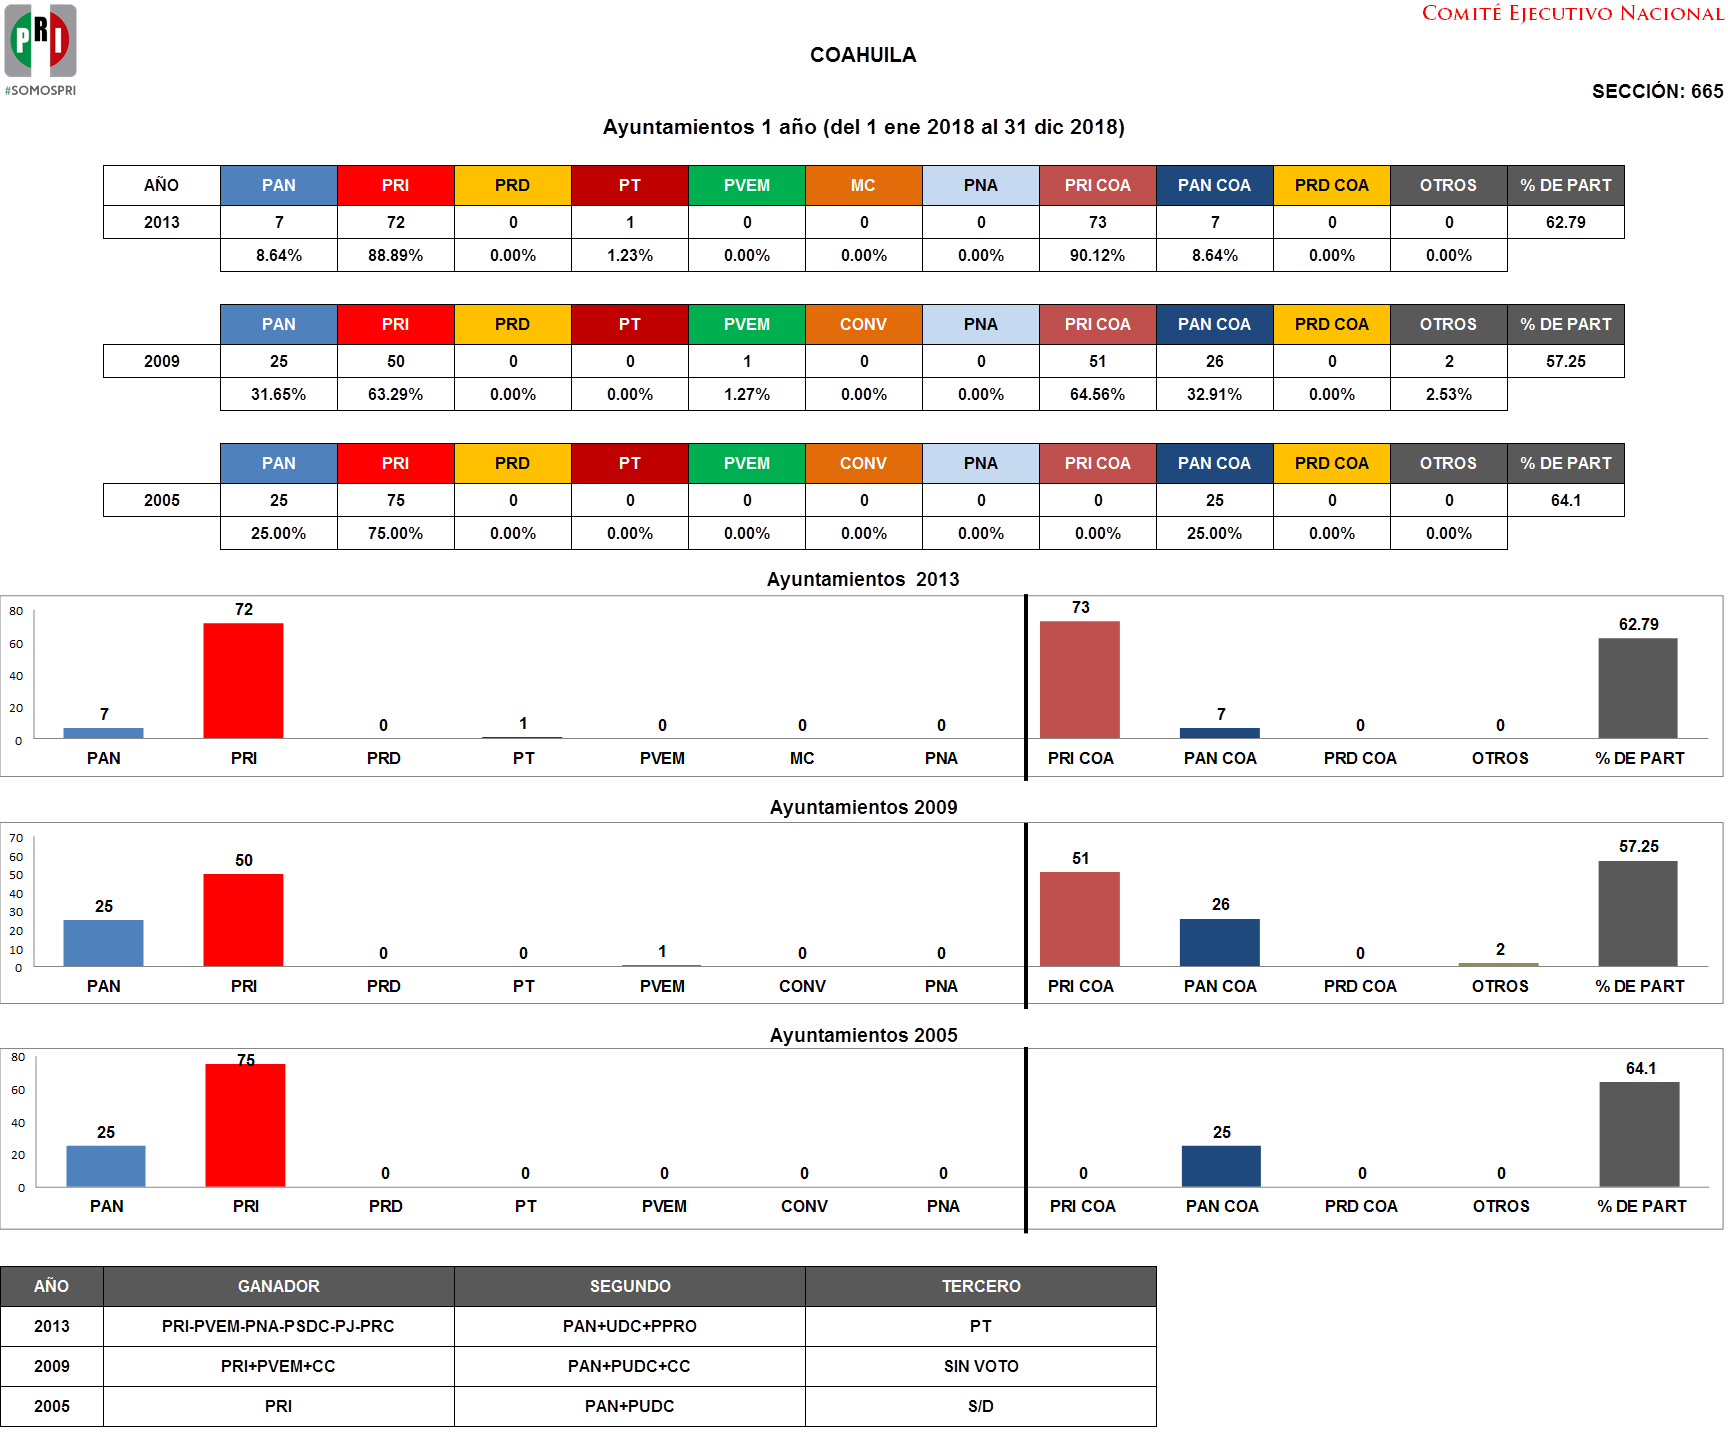 COMITÉ EJECUTIVO NACIONAL
PRI
#SOMOSPRI
COAHUILA
SECCIÓN: 665
Ayuntamientos 1 año (del 1 ene 2018 al 31 dic 2018)
AÑO PAN PRI PRD PT PVEM MC PNA PRI COA PAN COA PRD COA OTROS % DE PART
2013 7 72 0 1 0 0 0 73 7 0 0 62.79
8.64% 88.89% 0.00% 1.23% 0.00% 0.00% 0.00% 90.12% 8.64% 0.00% 0.00%
PAN PRI PRD PT PVEM CONV PNA PRI COA PAN COA PRD COA OTROS % DE PART
2009 25 50 0 0 1 0 0 51 26 0 2 57.25
31.65% 63.29% 0.00% 0.00% 1.27% 0.00% 0.00% 64.56% 32.91% 0.00% 2.53%
PAN PRI PRD PT PVEM CONV PNA PRI COA PAN COA PRD COA OTROS % DE PART
2005 25 75 0 0 0 0 0 0 25 0 0 64.1
25.00% 75.00% 0.00% 0.00% 0.00% 0.00% 0.00% 0.00% 25.00% 0.00% 0.00%
Ayuntamientos 2013
80
60
40
20
0
7 72 0 1 0 0 0 73 7 0 0 62.79
PAN PRI PRD PT PVEM MC PNA PRI COA PAN COA PRD COA OTROS % DE PART
Ayuntamientos 2009
70
60
50
40
30
20
10
0
25 50 0 0 1 0 0 51 26 0 2 57.25
PAN PRI PRD PT PVEM CONV PNA PRI COA PAN COA PRD COA OTROS % DE PART
Ayuntamientos 2005
80
60
40
20
0
25 75 0 0 0 0 0 0 25 0 0 64.1
PAN PRI PRD PT PVEM CONV PNA PRI COA PAN COA PRD COA OTROS % DE PART
AÑO GANADOR SEGUNDO TERCERO
2013 PRI-PVEM-PNA-PSDC-PJ-PRC PAN+UDC+PPRO PT
2009 PRI+PVEM+CC PAN+PUDC+CC SIN VOTO
2005 PRI PAN+PUDC S/D